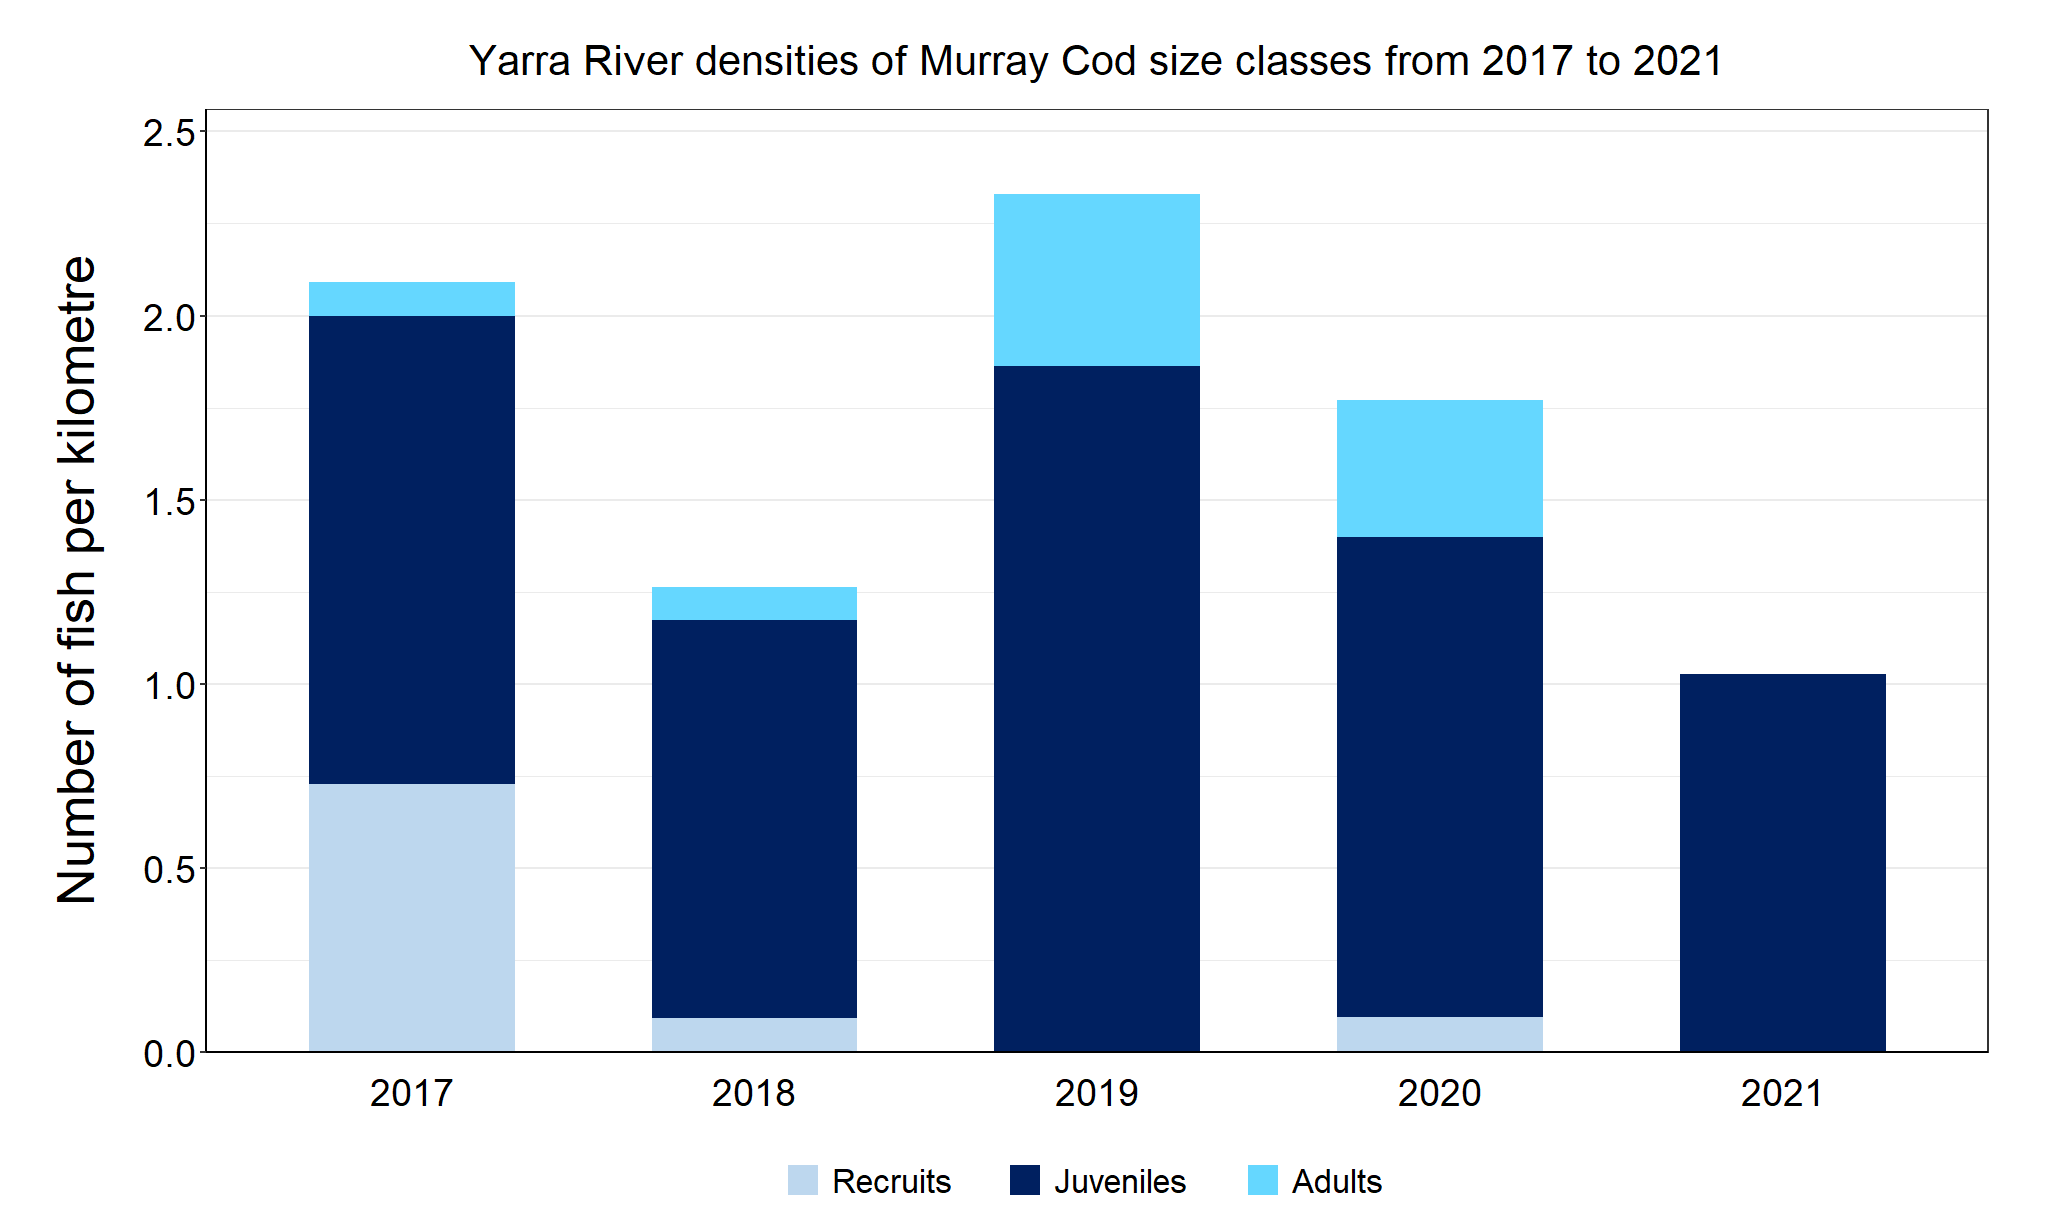 Yarra River densities of Murray Cod size classes from 2017 to 2021
Number of fish per kilometre
2.5
2.0
1.5
1.0
0.5
0.0
2017 2018 2019 2020 2021
Recruits Juveniles Adults